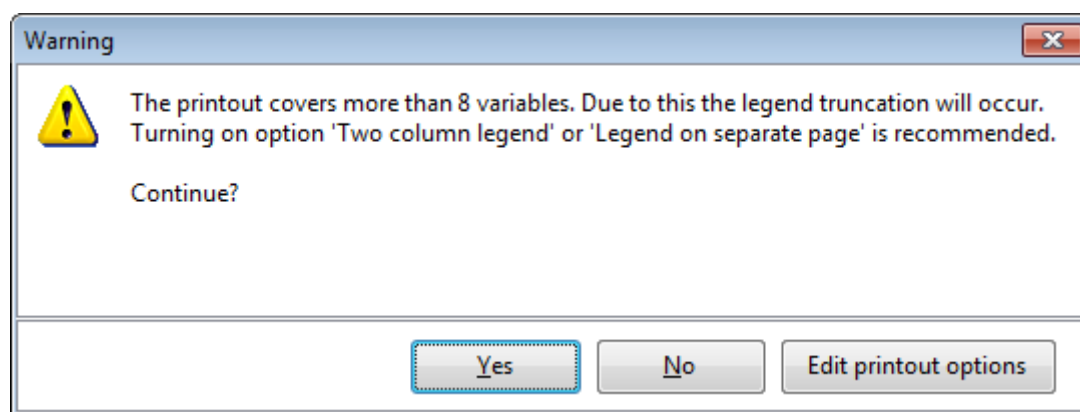 Warning
The printout covers more than 8 variables. Due to this the legend truncation will occur.
Turning on option 'Two column legend' or 'Legend on separate page' is recommended.
Continue?
Yes
No
Edit printout options